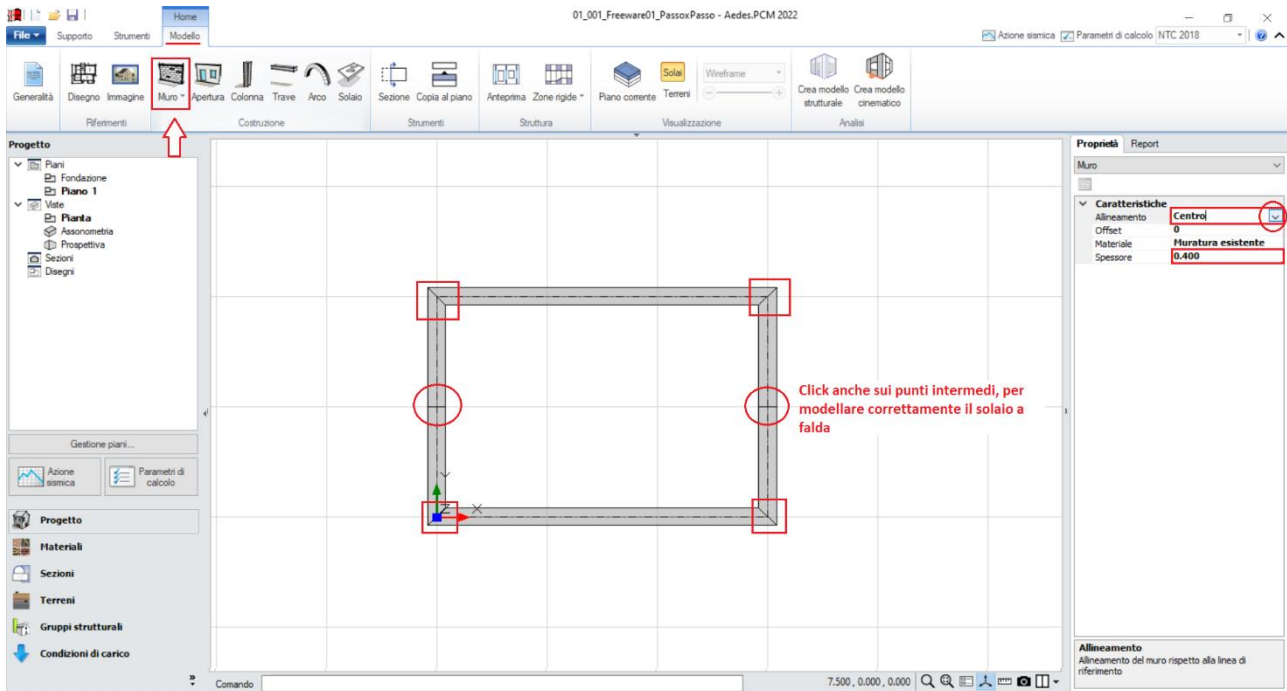 Home
01_001_Freeware01_PassoxPasso - Aedes.PCM 2022
File Supporto Strumenti Modello
Azione sismica Parametri di calcolo NTC 2018
Generalità Disegno Immagine Muro Apertura Colonna Trave Arco Solaio Sezione Copia al piano Anteprima Zone rigide Piano corrente Solai Terreni Wireframe Crea modello strutturale Crea modello cinematico
Riferimenti Costruzione Strumenti Struttura Visualizzazione Analisi
Progetto
Piani
Fondazione
Piano 1
Viste
Pianta
Assonometria
Prospettiva
Sezioni
Disegni
Gestione piani...
Azione sismica
Parametri di calcolo
Progetto
Materiali
Sezioni
Terreni
Gruppi strutturali
Condizioni di carico
Click anche sui punti intermedi, per
modellare correttamente il solaio a
falda
Y
Z X
Comando
7.500 , 0.000 , 0.000
Proprietà Report
Muro
Caratteristiche
Allineamento Centro
Offset 0
Materiale Muratura esistente
Spessore 0.400
Allineamento
Allineamento del muro rispetto alla linea di
riferimento